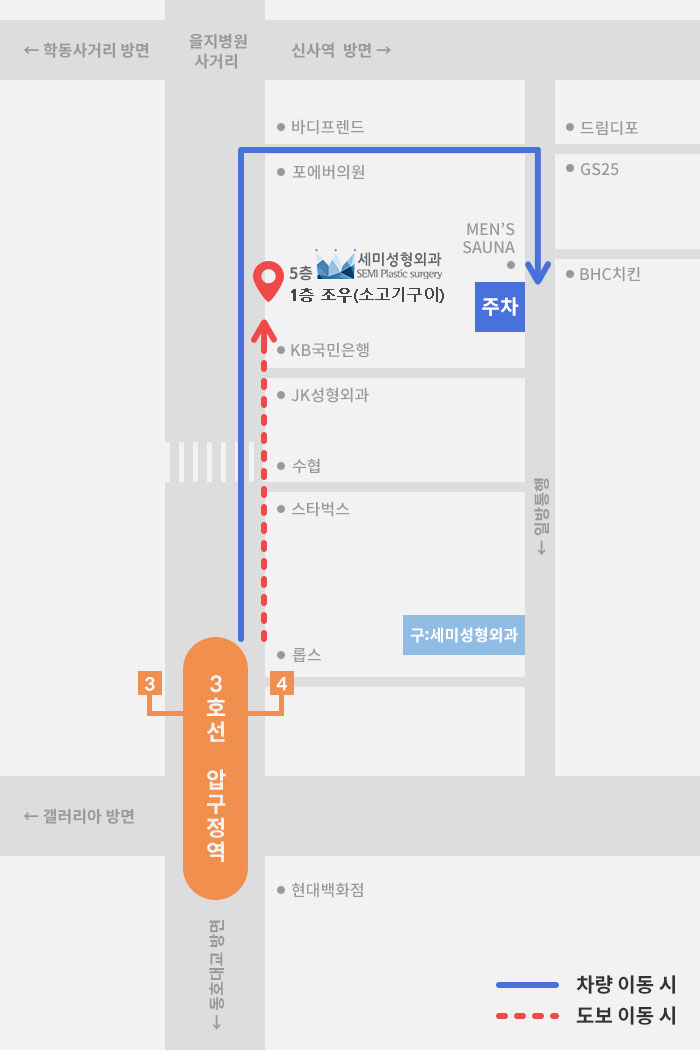 ← 학동사거리 방면
을지병원
사거리
신사역 방면 →
바디프렌드
드림디포
포에버의원
GS25
MEN'S
SAUNA
5층 세미성형외과
SEMI Plastic surgery
BHC치킨
1층 조우(소고기구이)
주차
KB국민은행
JK성형외과
수협
스타벅스
← 일방통행
구:세미성형외과
롭스
3
4
3호선 압구정역
← 갤러리아 방면
현대백화점
← 동호대교 방면
차량 이동 시
도보 이동 시